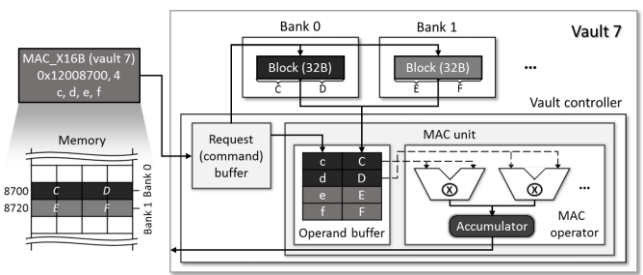 Vault 7
Bank 0
Bank 1
MAC_X16B (vault 7)
0x12008700, 4
c, d, e, f
Block (32B)
Block (32B)
...
C D
E F
Vault controller
Memory
Request
(command)
buffer
MAC unit
c C
d D
e E
f F
Operand buffer
X
X
...
Accumulator
MAC
operator
8700 C D
8720 E F
Bank 0
Bank 1